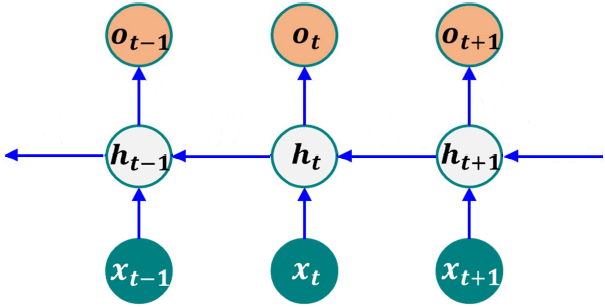 o_{t-1} o_t o_{t+1}
h_{t-1} h_t h_{t+1}
x_{t-1} x_t x_{t+1}